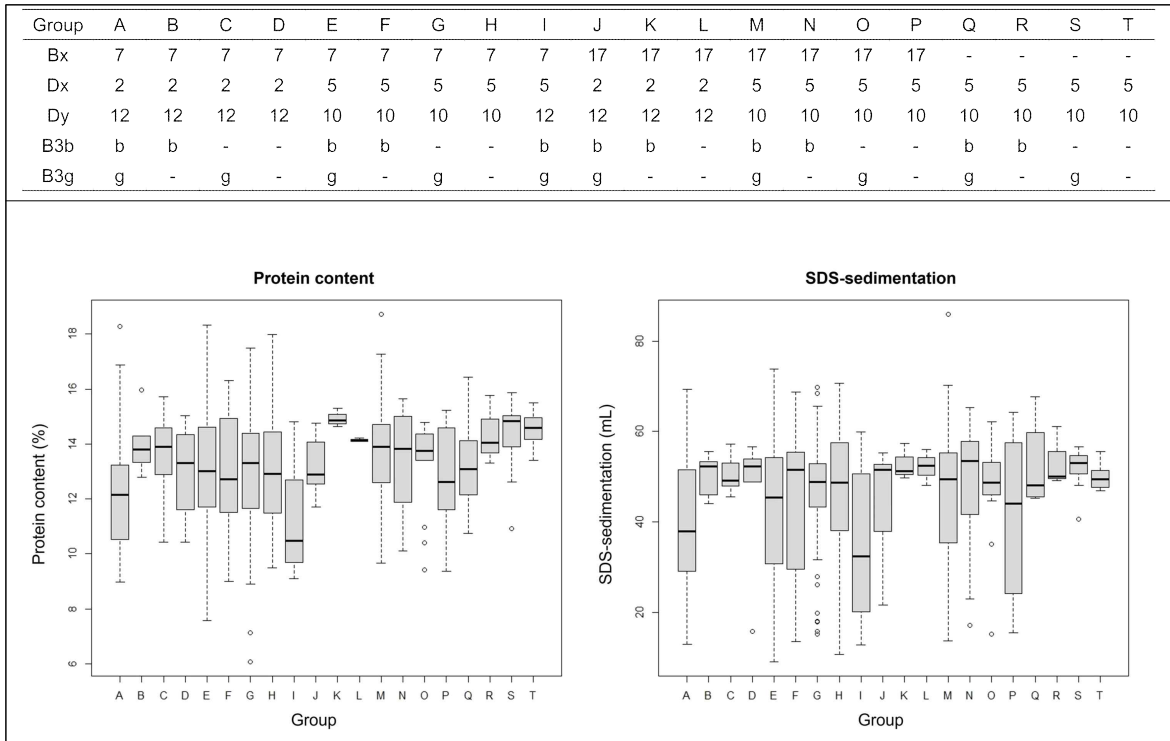 Group A B C D E F G H I J K L M N O P Q R S T
Bx 7 7 7 7 7 7 7 7 7 17 17 17 17 17 17 17 - - - -
Dx 2 2 2 2 5 5 5 5 5 2 2 2 5 5 5 5 5 5 5 5
Dy 12 12 12 12 10 10 10 10 12 12 12 12 10 10 10 10 10 10 10 10
B3b b b - - b b - - b b b - b b - - b b - -
B3g g - g - g - g - g g - - g - g - g - g -
Protein content
Protein content (%)
18
16
14
12
10
8
6
A B C D E F G H I J K L M N O P Q R S T
Group
SDS-sedimentation
SDS-sedimentation (mL)
80
60
40
20
A B C D E F G H I J K L M N O P Q R S T
Group